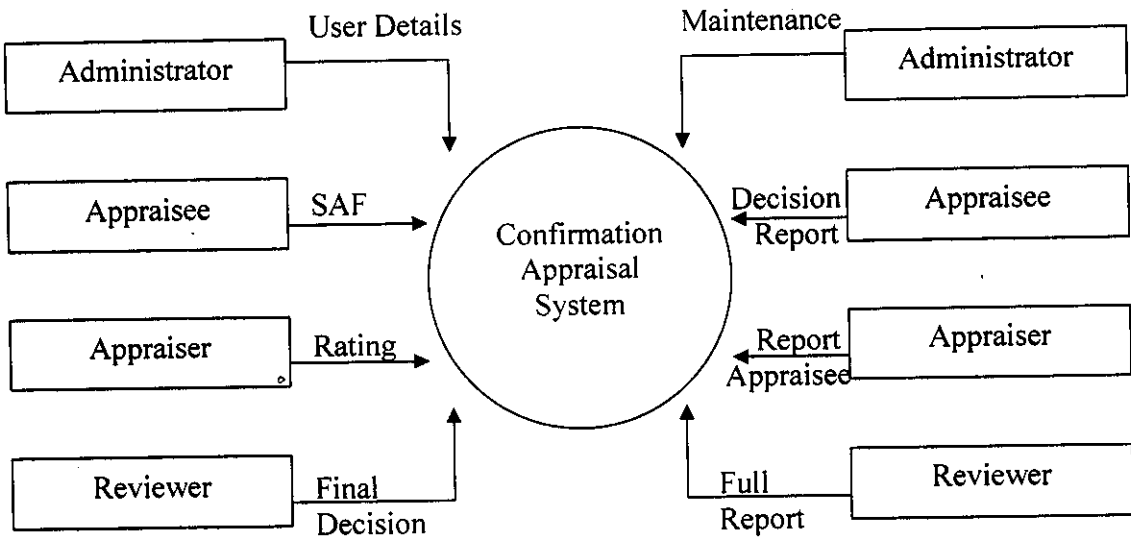 User Details
Maintenance
Administrator
Administrator
Appraisee
SAF
Decision
Report
Appraisee
Confirmation
Appraisal
System
Appraiser
Rating
Report
Appraisee
Appraiser
Reviewer
Final
Decision
Full
Report
Reviewer